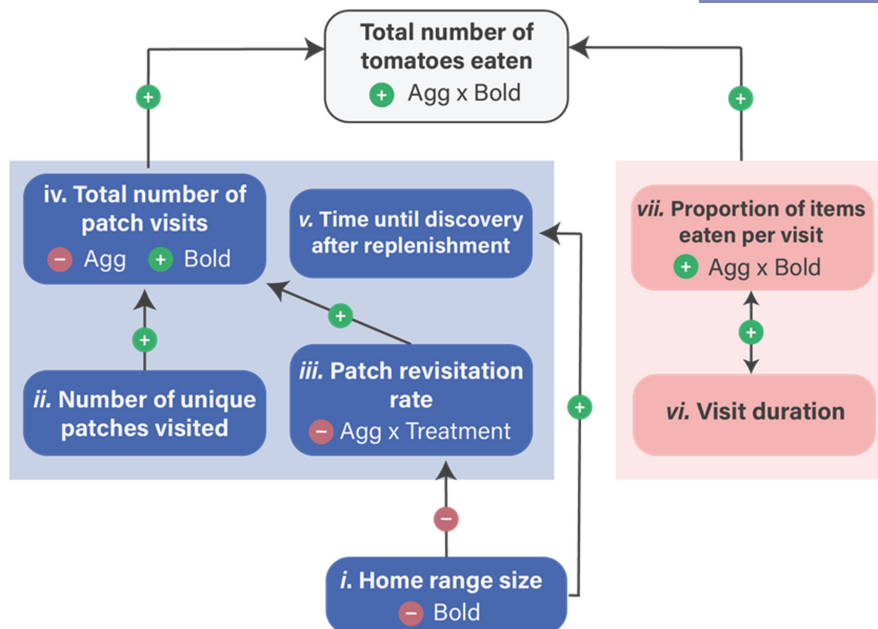 Total number of
tomatoes eaten
+ Agg x Bold
+
+
iv. Total number of
patch visits
− Agg + Bold
v. Time until discovery
after replenishment
vii. Proportion of items
eaten per visit
+ Agg x Bold
+
+
+
ii. Number of unique
patches visited
iii. Patch revisitation
rate
− Agg x Treatment
+
vi. Visit duration
−
i. Home range size
− Bold